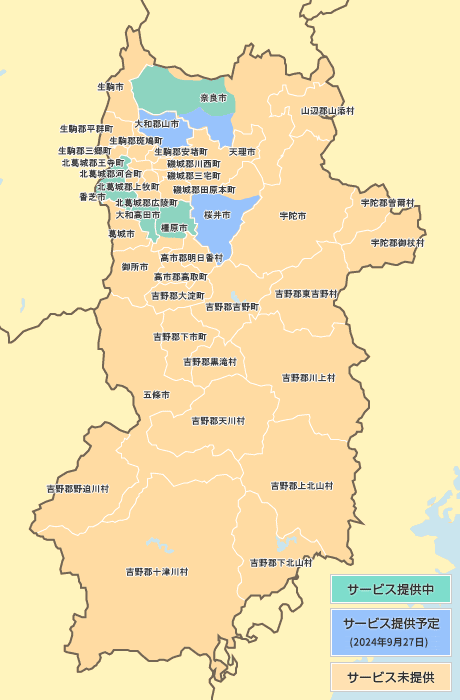 生駒市
奈良市
山辺郡山添村
大和郡山市
生駒郡平群町
生駒郡斑鳩町
生駒郡三郷町
生駒郡安堵町
天理市
北葛城郡王寺町
磯城郡川西町
北葛城郡河合町
磯城郡三宅町
北葛城郡上牧町
磯城郡田原本町
香芝市
北葛城郡広陵町
宇陀郡曽爾村
大和高田市
桜井市
宇陀市
橿原市
葛城市
宇陀郡御杖村
高市郡明日香村
御所市
高市郡高取町
吉野郡大淀町
吉野郡東吉野村
吉野郡吉野町
吉野郡下市町
吉野郡黒滝村
吉野郡川上村
五條市
吉野郡天川村
吉野郡野迫川村
吉野郡上北山村
吉野郡下北山村
吉野郡十津川村
サービス提供中
サービス提供予定
(2024年9月27日)
サービス未提供